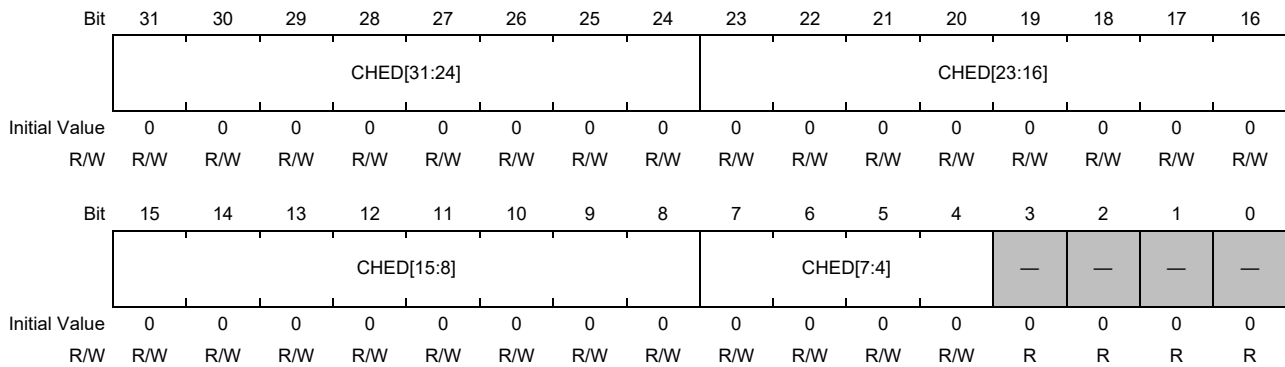 Bit 31 30 29 28 27 26 25 24 23 22 21 20 19 18 17 16
CHED[31:24] CHED[23:16]
Initial Value 0 0 0 0 0 0 0 0 0 0 0 0 0 0 0 0
R/W R/W R/W R/W R/W R/W R/W R/W R/W R/W R/W R/W R/W R/W R/W R/W R/W
Bit 15 14 13 12 11 10 9 8 7 6 5 4 3 2 1 0
CHED[15:8] CHED[7:4] — — — —
Initial Value 0 0 0 0 0 0 0 0 0 0 0 0 0 0 0 0
R/W R/W R/W R/W R/W R/W R/W R/W R/W R/W R/W R/W R/W R R R R